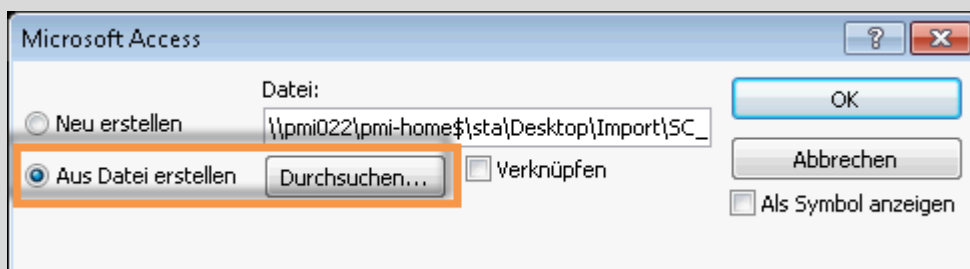 Microsoft Access
Datei:
Neu erstellen
\\pmi022\pmi-home$\sta\Desktop\Import\SC_
OK
Aus Datei erstellen
Durchsuchen...
Verknüpfen
Abbrechen
Als Symbol anzeigen